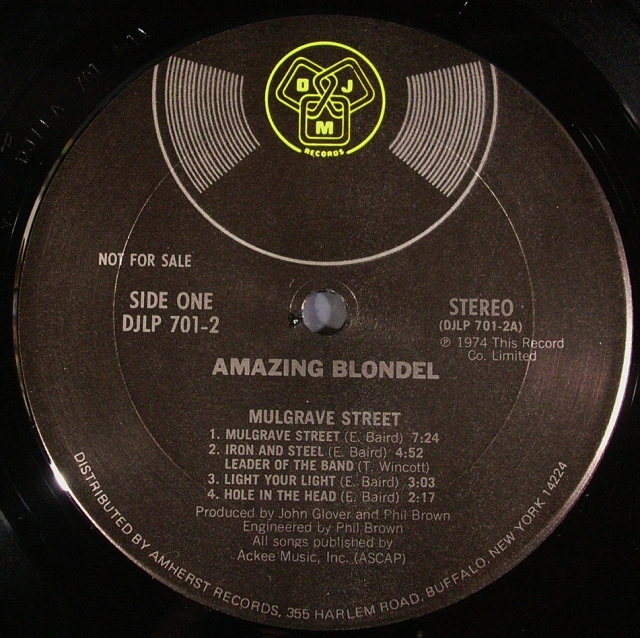 D J
M
RECORDS
NOT FOR SALE
SIDE ONE
DJLP 701-2
STEREO
(DJLP 701-2A)
℗ 1974 This Record
Co. Limited
AMAZING BLONDEL
MULGRAVE STREET
1. MULGRAVE STREET (E. Baird) 7:24
2. IRON AND STEEL (E. Baird) 4:52
LEADER OF THE BAND (T. Wincott)
3. LIGHT YOUR LIGHT (E. Baird) 3:03
4. HOLE IN THE HEAD (E. Baird) 2:17
Produced by John Glover and Phil Brown
Engineered by Phil Brown
All songs published by
Ackee Music, Inc. (ASCAP)
DISTRIBUTED BY AMHERST RECORDS, 355 HARLEM ROAD, BUFFALO, NEW YORK 14224